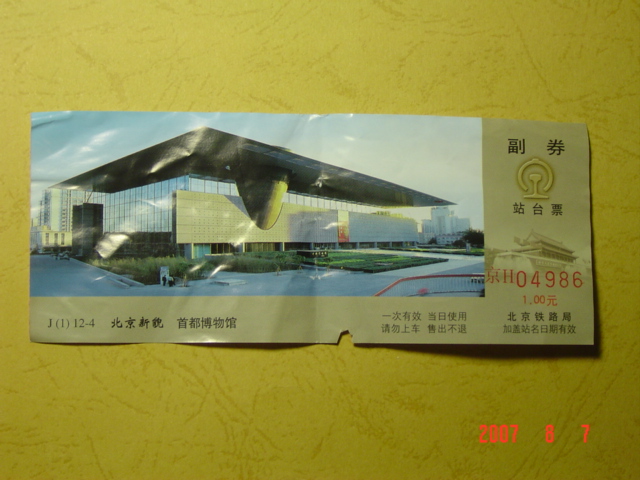 副 券
站台票
京H04986
1.00元
J (1) 12-4 北京新貌 首都博物馆
一次有效 当日使用
请勿上车 售出不退
北京铁路局
加盖站名日期有效
2007 8 7